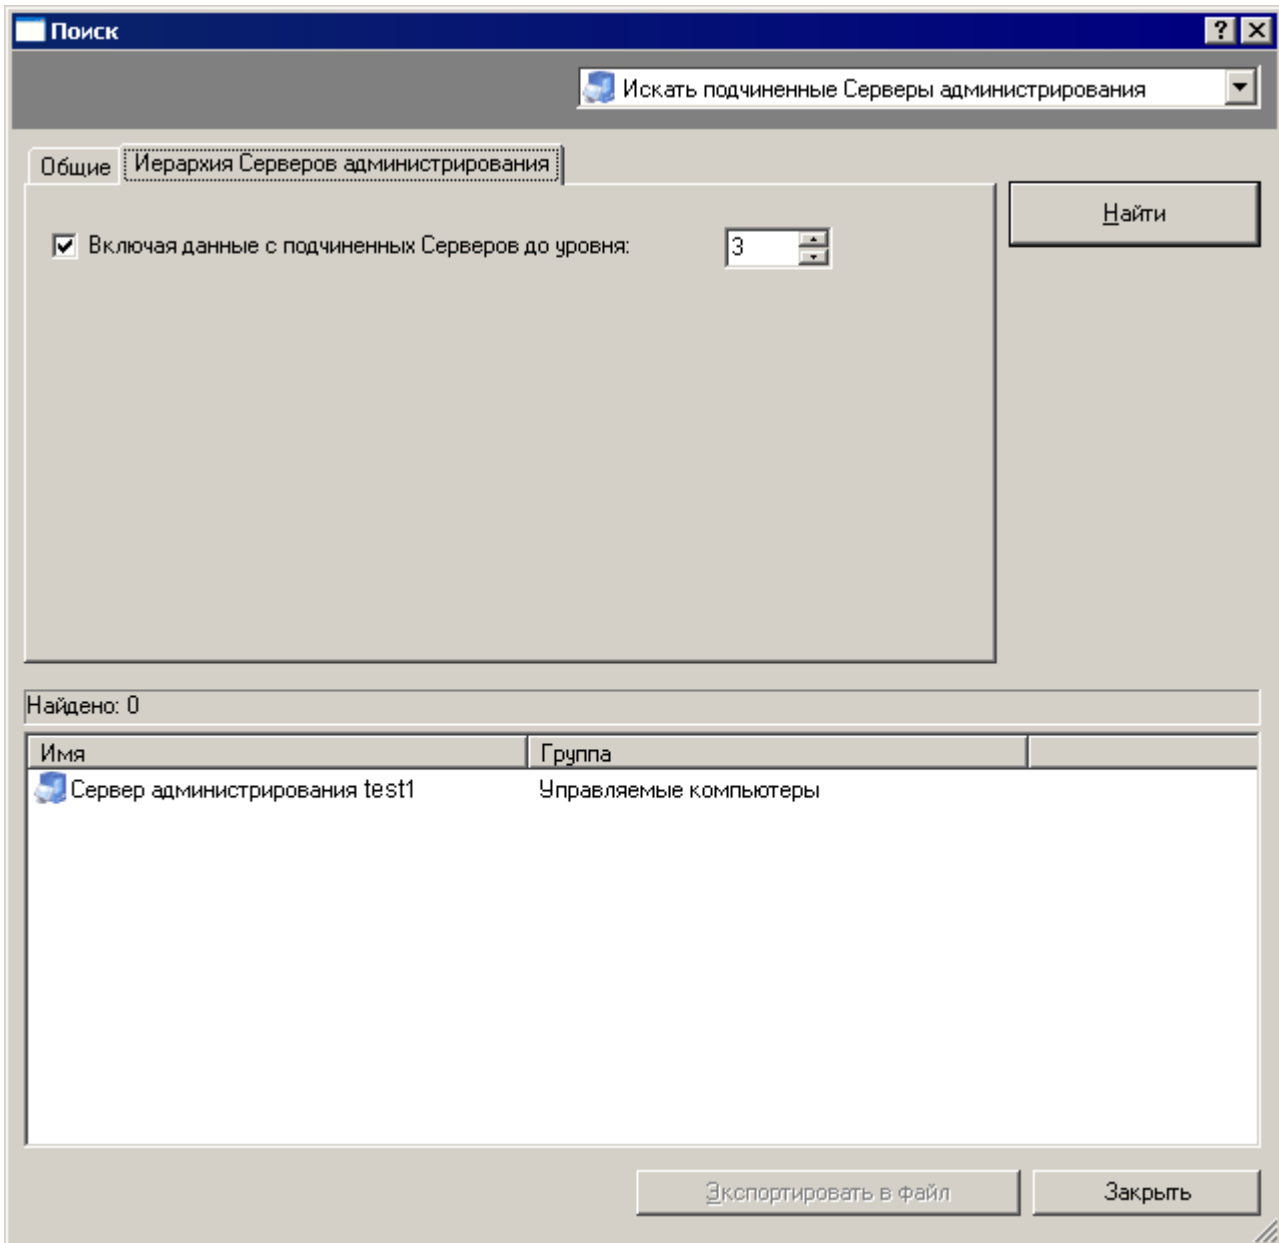 Поиск
Искать подчиненные Серверы администрирования
Общие Иерархия Серверов администрирования
Найти
Включая данные с подчиненных Серверов до уровня: 3
Найдено: 0
Имя Группа
Сервер администрирования test1 Управляемые компьютеры
Экспортировать в файл Закрыть